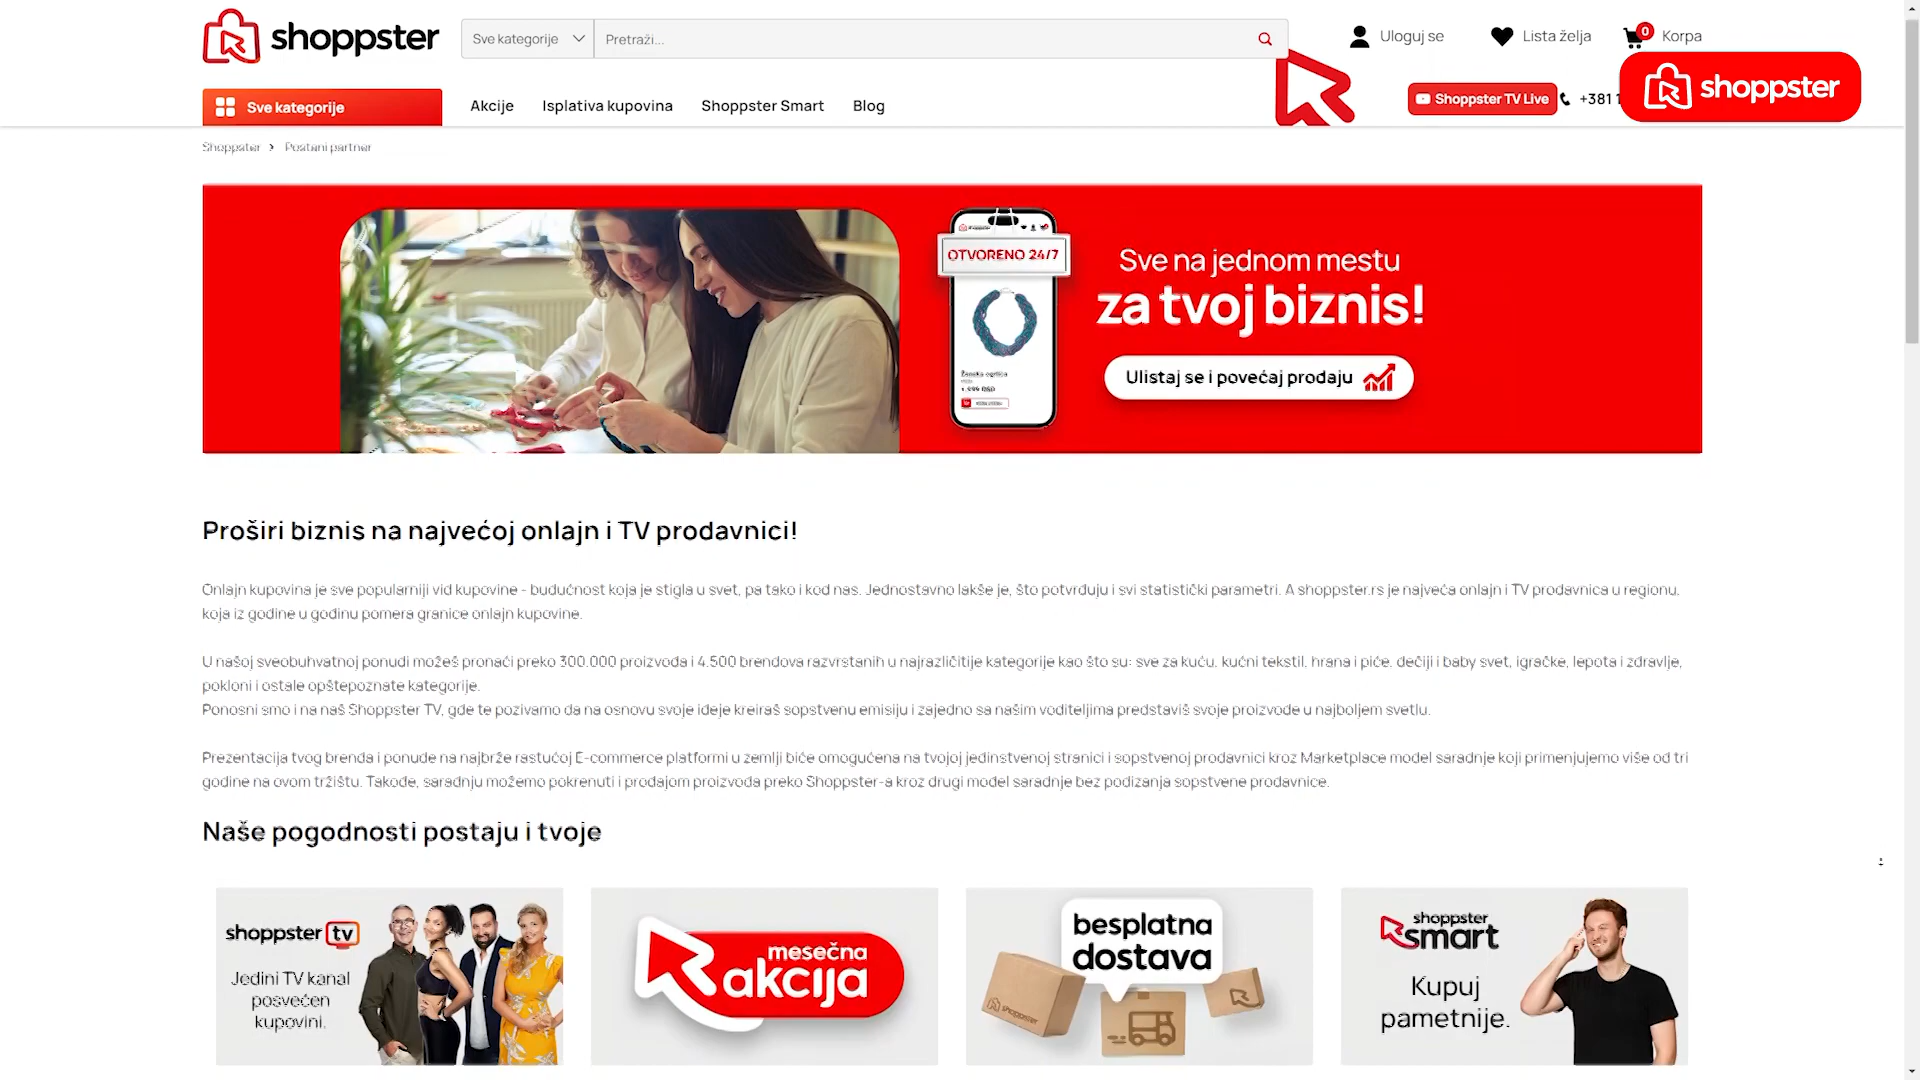 shoppster
Sve kategorije
Pretraži...
Uloguj se
Lista želja
0
Korpa
Sve kategorije
Akcije
Isplativa kupovina
Shoppster Smart
Blog
Shoppster TV Live
+381 1
shoppster
Shoppster > Postani partner
OTVORENO 24/7
Ženska ogrlica
Sve na jednom mestu
za tvoj biznis!
Ulistaj se i povećaj prodaju
Proširi biznis na najvećoj onlajn i TV prodavnici!
Onlajn kupovina je sve popularniji vid kupovine - budućnost koja je stigla u svet, pa tako i kod nas. Jednostavno lakše je, što potvrđuju i svi statistički parametri. A shoppster.rs je najveća onlajn i TV prodavnica u regionu,
koja iz godine u godinu pomera granice onlajn kupovine.
U našoj sveobuhvatnoj ponudi možeš pronaći preko 300.000 proizvoda i 4.500 brendova razvrstanih u najrazličitije kategorije kao što su: sve za kuću, kućni tekstil, hrana i piće, dečiji i baby svet, igračke, lepota i zdravlje,
pokloni i ostale opštepoznate kategorije.
Ponosni smo i na naš Shoppster TV, gde te pozivamo da na osnovu svoje ideje kreiraš sopstvenu emisiju i zajedno sa našim voditeljima predstaviš svoje proizvode u najboljem svetlu.
Prezentacija tvog brenda i ponude na najbrže rastućoj E-commerce platformi u zemlji biće omogućena na tvojoj jedinstvenoj stranici i sopstvenoj prodavnici kroz Marketplace model saradnje koji primenjujemo više od tri
godine na ovom tržištu. Takođe, saradnju možemo pokrenuti i prodajom proizvoda preko Shoppster-a kroz drugi model saradnje bez podizanja sopstvene prodavnice.
Naše pogodnosti postaju i tvoje
shoppster tv
Jedini TV kanal
posvećen
kupovini.
mesečna
akcija
besplatna
dostava
shoppster
shoppster
smart
Kupuj
pametnije.